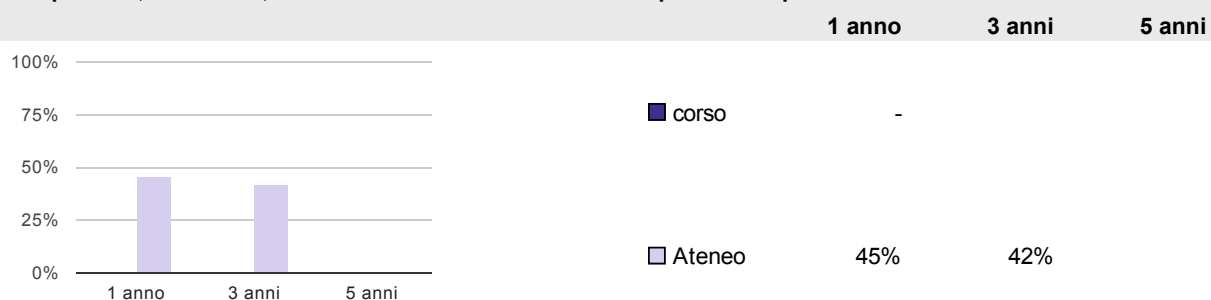 1 anno 3 anni 5 anni
100%
75%
50%
25%
0%
1 anno 3 anni 5 anni
corso -
Ateneo 45% 42%